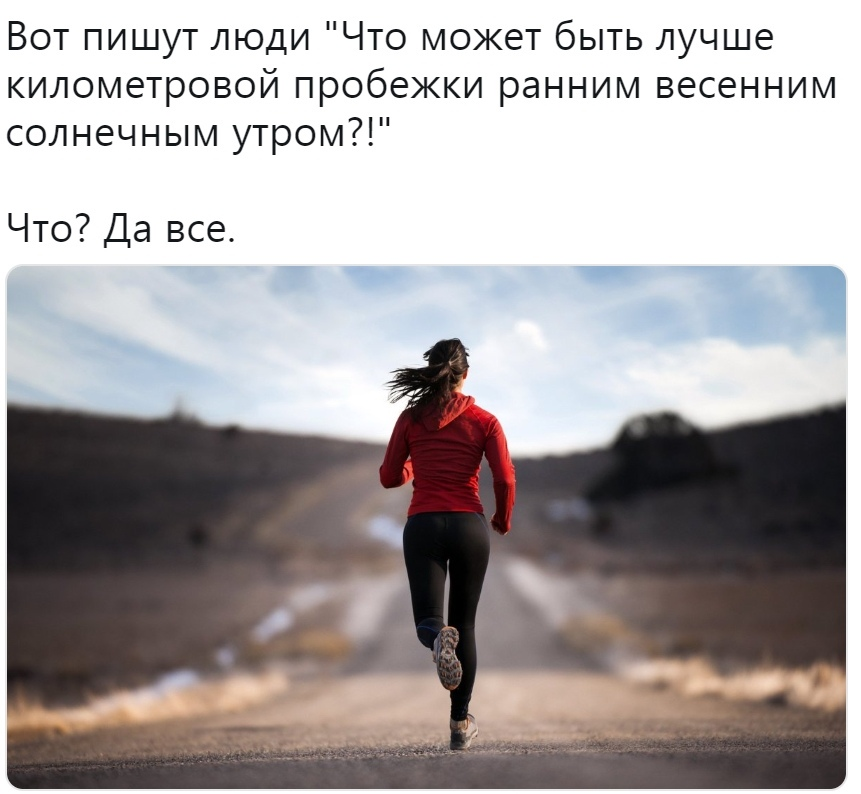 Вот пишут люди "Что может быть лучше
километровой пробежки ранним весенним
солнечным утром?!"
Что? Да все.